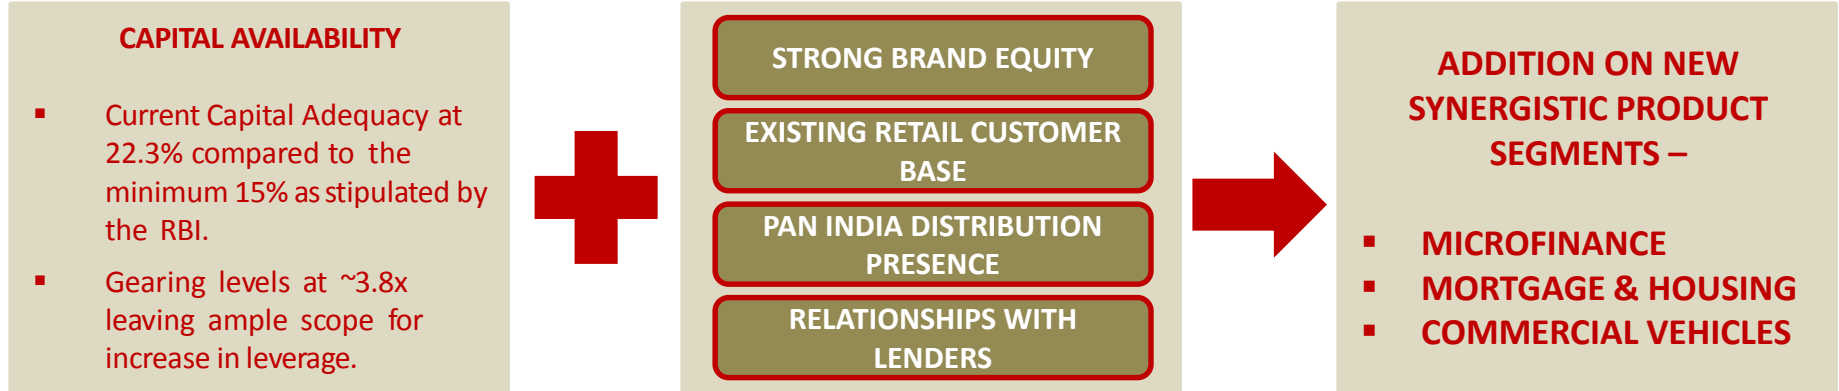 CAPITAL AVAILABILITY
▪ Current Capital Adequacy at
22.3% compared to the
minimum 15% as stipulated by
the RBI.
▪ Gearing levels at ~3.8x
leaving ample scope for
increase in leverage.
STRONG BRAND EQUITY
EXISTING RETAIL CUSTOMER
BASE
PAN INDIA DISTRIBUTION
PRESENCE
RELATIONSHIPS WITH
LENDERS
ADDITION ON NEW
SYNERGISTIC PRODUCT
SEGMENTS –
▪ MICROFINANCE
▪ MORTGAGE & HOUSING
▪ COMMERCIAL VEHICLES